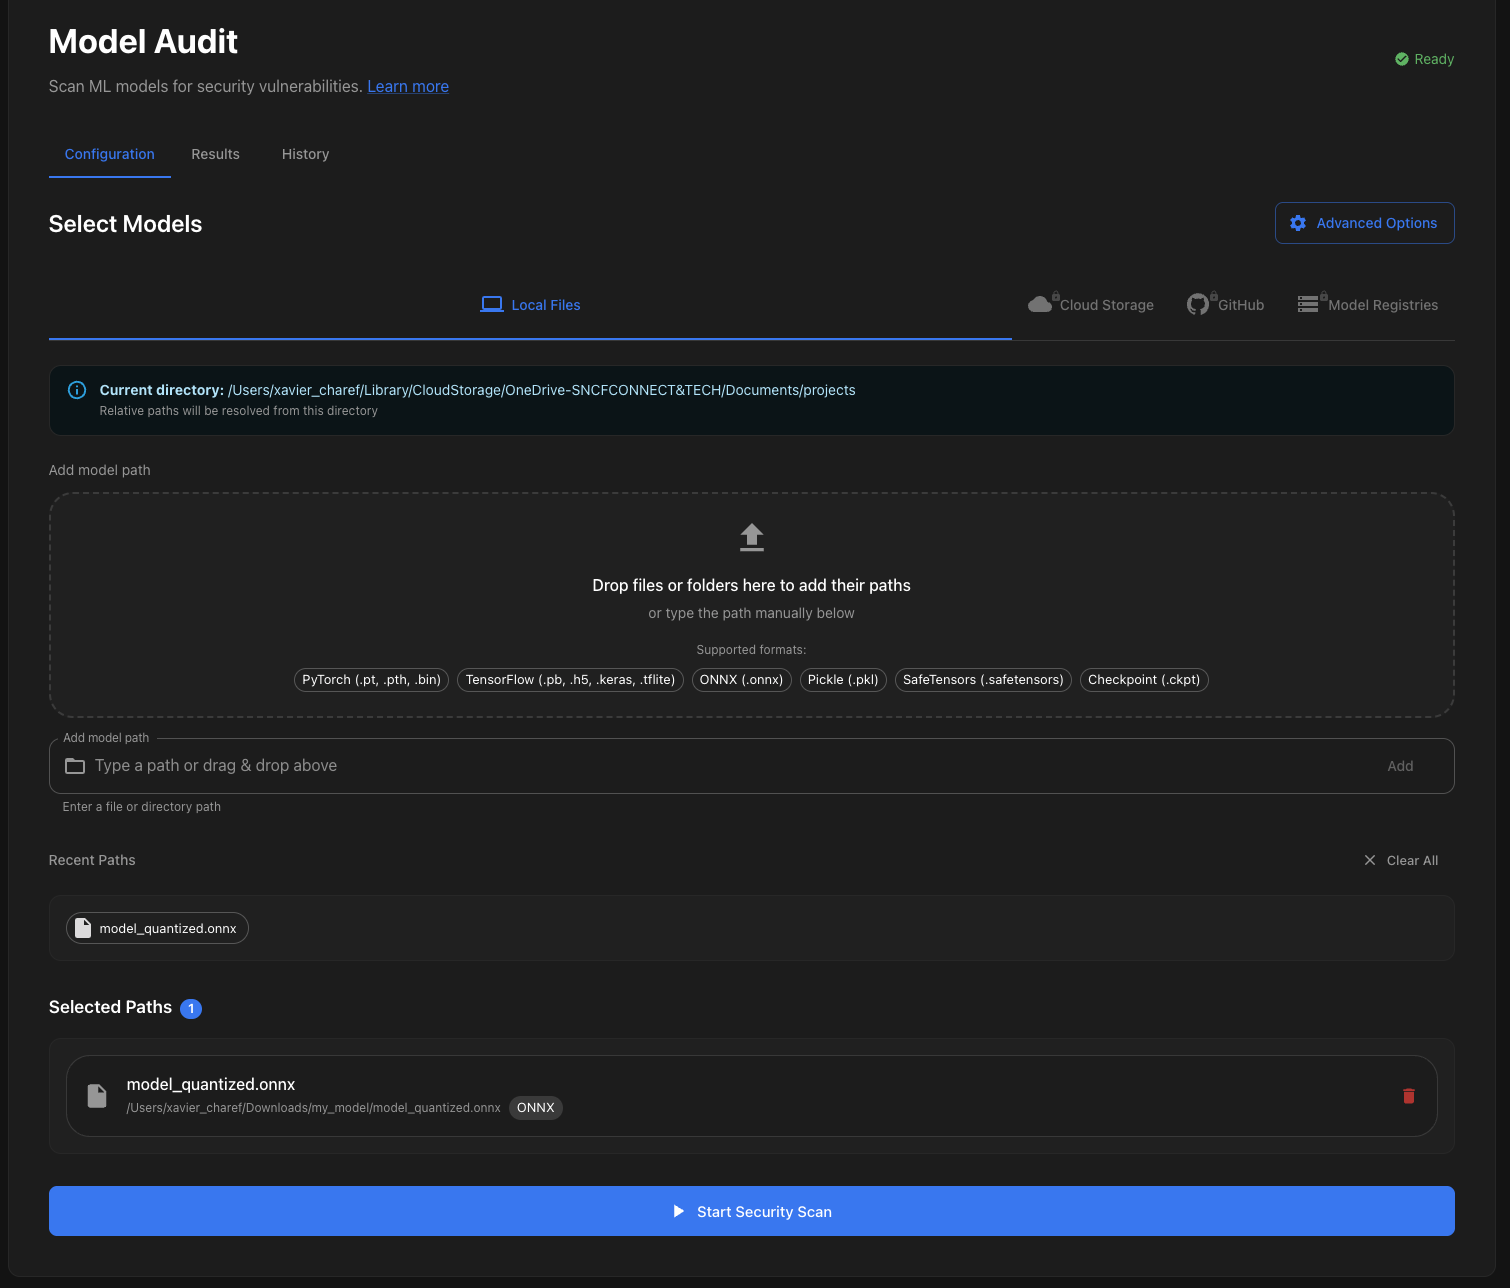 Model Audit
Ready
Scan ML models for security vulnerabilities. Learn more
Configuration
Results
History
Select Models
Advanced Options
Local Files
Cloud Storage
GitHub
Model Registries
Current directory: /Users/xavier_charef/Library/CloudStorage/OneDrive-SNCFCONNECT&TECH/Documents/projects
Relative paths will be resolved from this directory
Add model path
Drop files or folders here to add their paths
or type the path manually below
Supported formats:
PyTorch (.pt, .pth, .bin)
TensorFlow (.pb, .h5, .keras, .tflite)
ONNX (.onnx)
Pickle (.pkl)
SafeTensors (.safetensors)
Checkpoint (.ckpt)
Add model path
Type a path or drag & drop above
Add
Enter a file or directory path
Recent Paths
Clear All
model_quantized.onnx
Selected Paths 1
model_quantized.onnx
/Users/xavier_charef/Downloads/my_model/model_quantized.onnx
ONNX
Start Security Scan